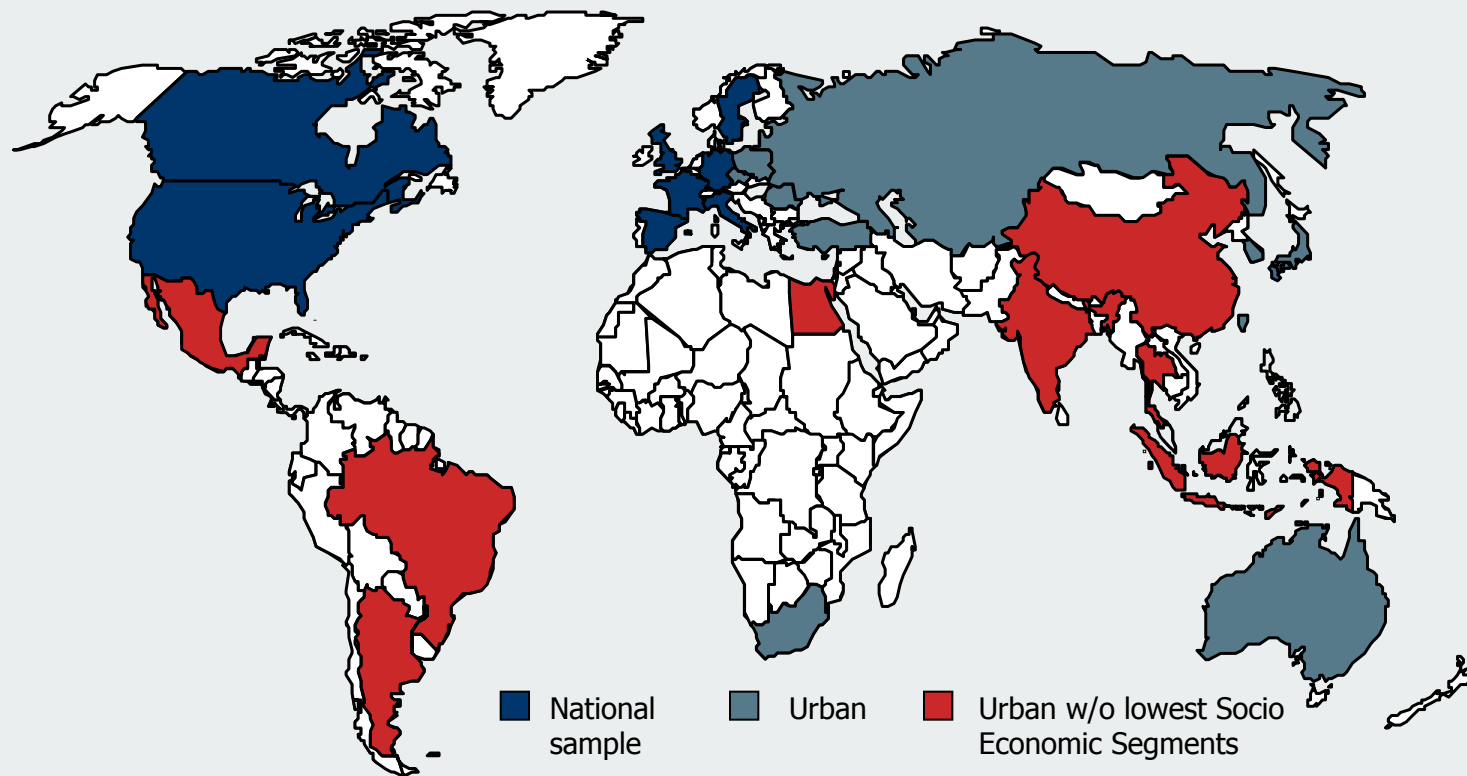 National
sample
Urban
Urban w/o lowest Socio
Economic Segments